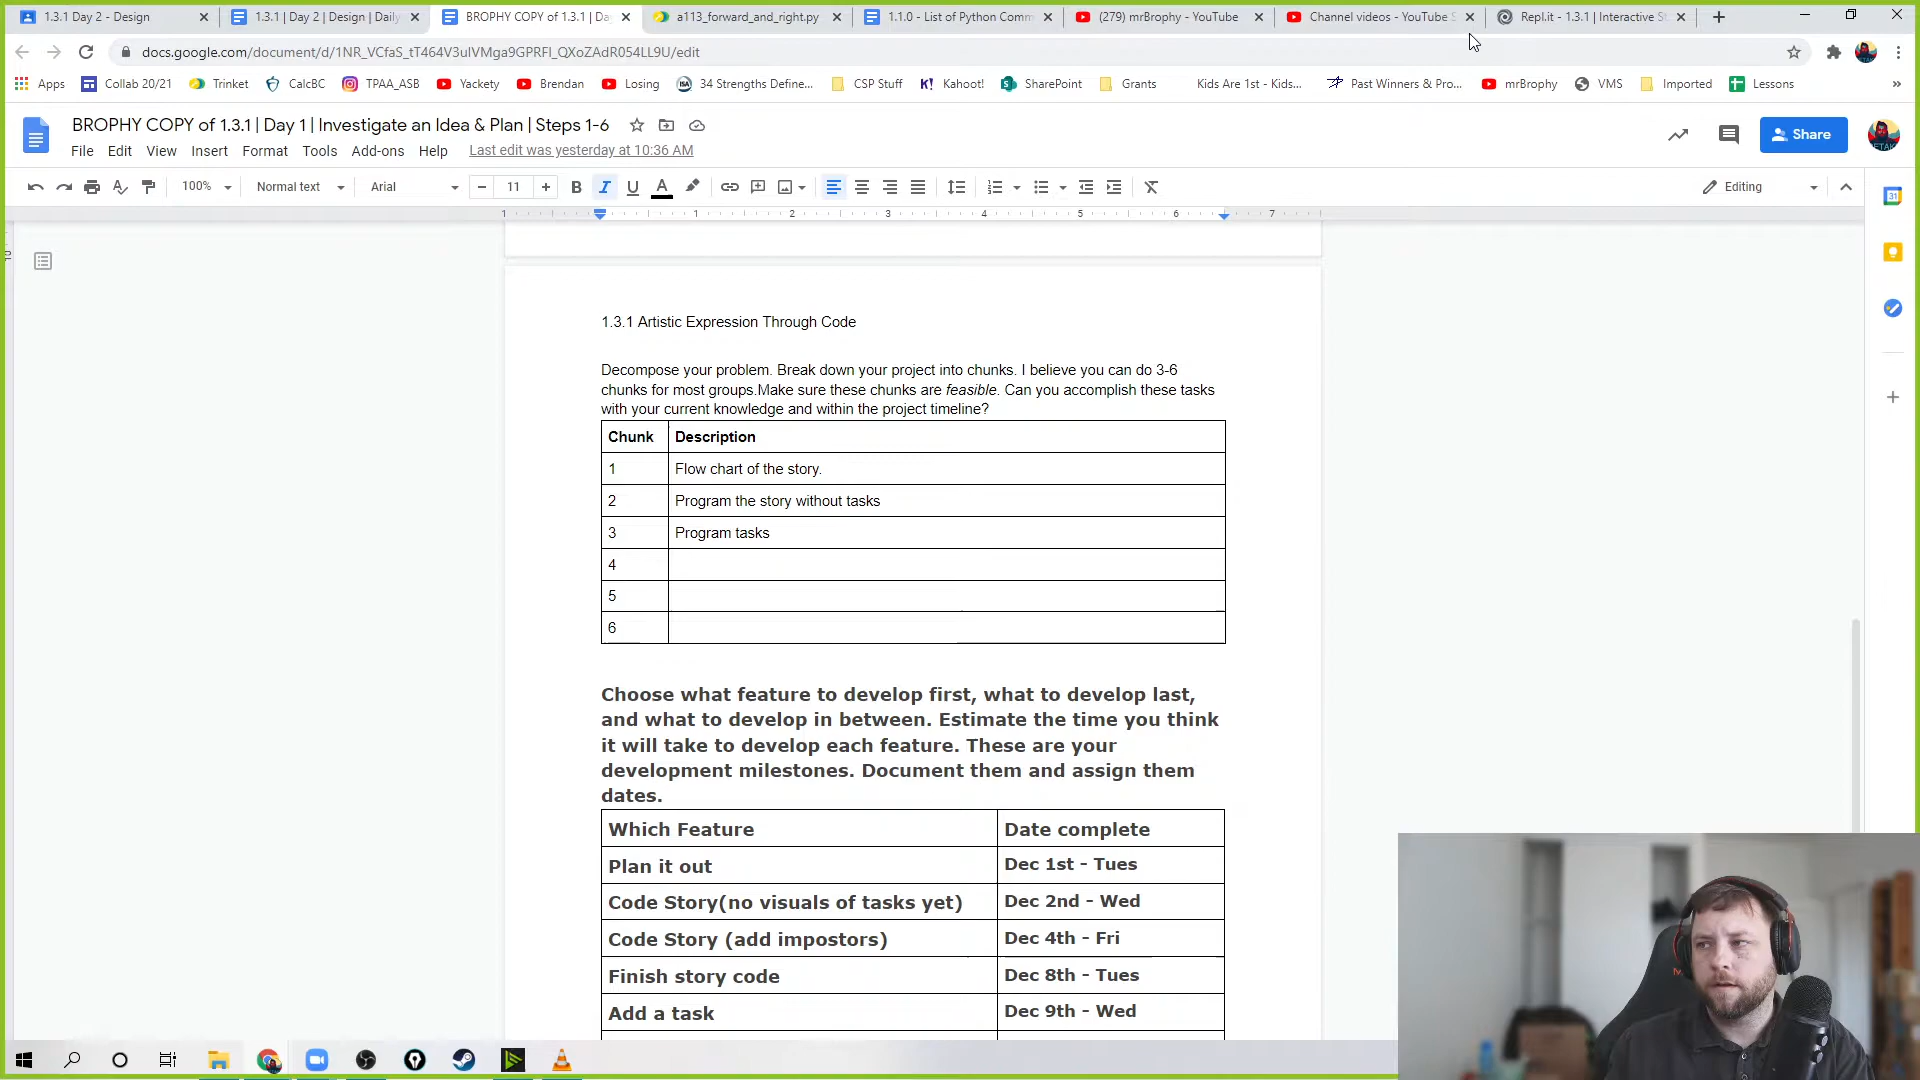 1.3.1 Day 2 - Design
1.3.1 | Day 2 | Design | Daily
BROPHY COPY of 1.3.1 | Da
a113_forward_and_right.py
1.1.0 - List of Python Comm
(279) mrBrophy - YouTube
Channel videos - YouTube S
Repl.it - 1.3.1 | Interactive St
docs.google.com/document/d/1NR_VCfaS_tT464V3ulVMga9GPRFl_QXoZAdR054LL9U/edit
Apps
Collab 20/21
Trinket
CalcBC
TPAA_ASB
Yackety
Brendan
Losing
34 Strengths Define...
CSP Stuff
Kahoot!
SharePoint
Grants
Kids Are 1st - Kids...
Past Winners & Pro...
mrBrophy
VMS
Imported
Lessons
BROPHY COPY of 1.3.1 | Day 1 | Investigate an Idea & Plan | Steps 1-6
File Edit View Insert Format Tools Add-ons Help Last edit was yesterday at 10:36 AM
Share
100% Normal text Arial 11 Editing
1 1 2 3 4 5 6 7
1.3.1 Artistic Expression Through Code
Decompose your problem. Break down your project into chunks. I believe you can do 3-6
chunks for most groups.Make sure these chunks are feasible. Can you accomplish these tasks
with your current knowledge and within the project timeline?
Chunk Description
1 Flow chart of the story.
2 Program the story without tasks
3 Program tasks
4
5
6
Choose what feature to develop first, what to develop last,
and what to develop in between. Estimate the time you think
it will take to develop each feature. These are your
development milestones. Document them and assign them
dates.
Which Feature Date complete
Plan it out Dec 1st - Tues
Code Story(no visuals of tasks yet) Dec 2nd - Wed
Code Story (add impostors) Dec 4th - Fri
Finish story code Dec 8th - Tues
Add a task Dec 9th - Wed